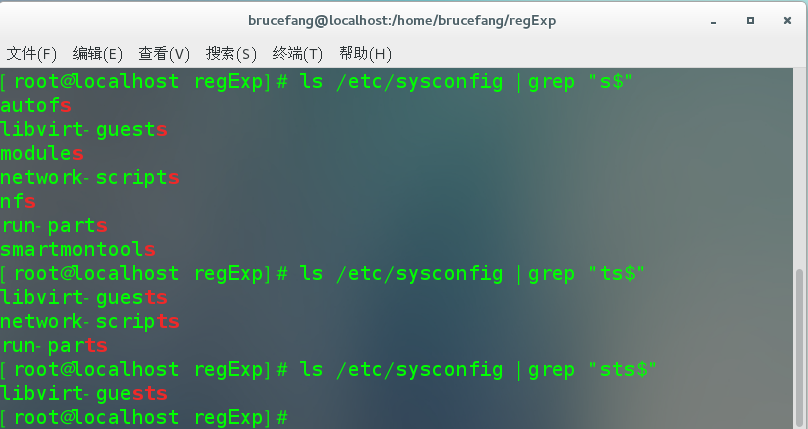 brucefang@localhost:/home/brucefang/regExp
文件(F) 编辑(E) 查看(V) 搜索(S) 终端(T) 帮助(H)
[root@localhost regExp]# ls /etc/sysconfig |grep "s$"
autofs
libvirt-guests
modules
network-scripts
nfs
run-parts
smartmontools
[root@localhost regExp]# ls /etc/sysconfig |grep "ts$"
libvirt-guests
network-scripts
run-parts
[root@localhost regExp]# ls /etc/sysconfig |grep "sts$"
libvirt-guests
[root@localhost regExp]#